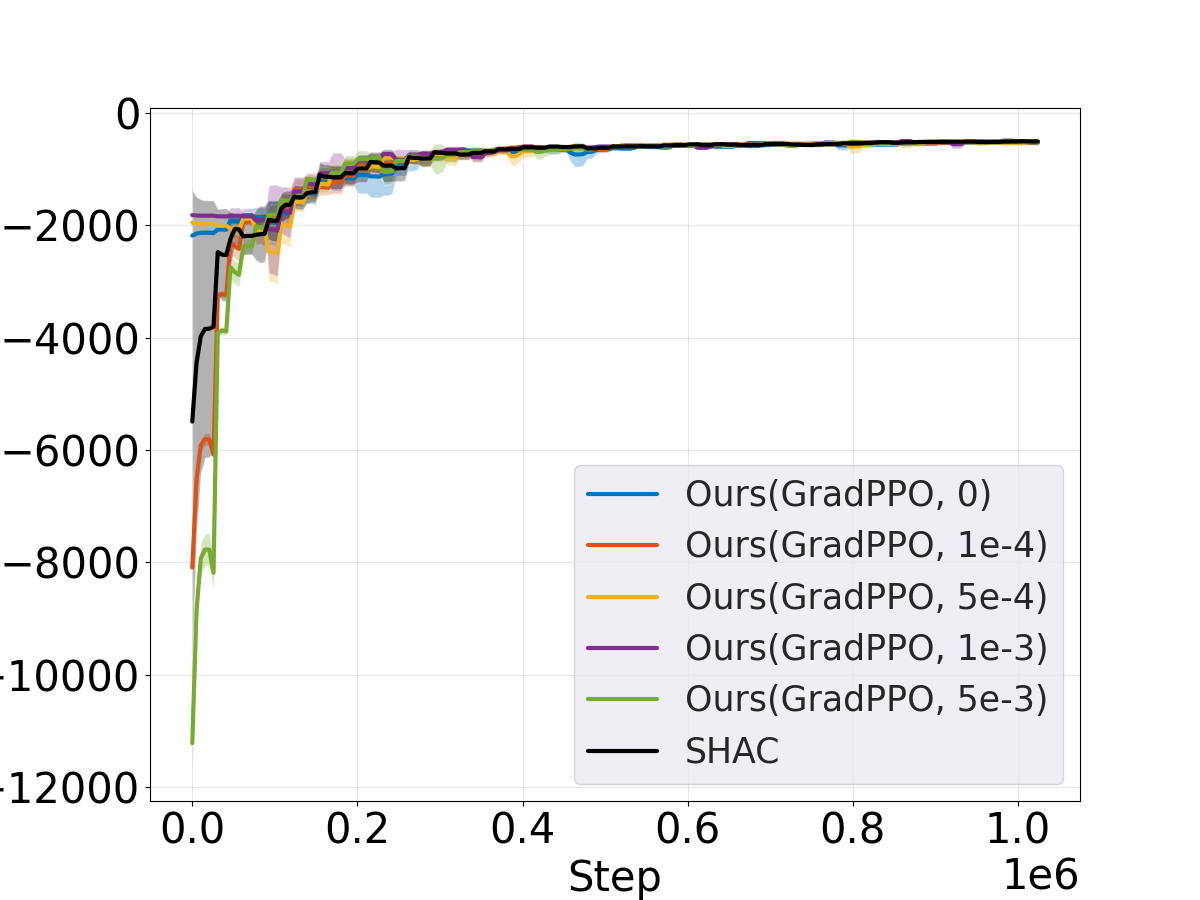 0
−2000
−4000
−6000
−8000
−10000
−12000
0.0 0.2 0.4 0.6 0.8 1.0
Step 1e6
Ours(GradPPO, 0)
Ours(GradPPO, 1e-4)
Ours(GradPPO, 5e-4)
Ours(GradPPO, 1e-3)
Ours(GradPPO, 5e-3)
SHAC